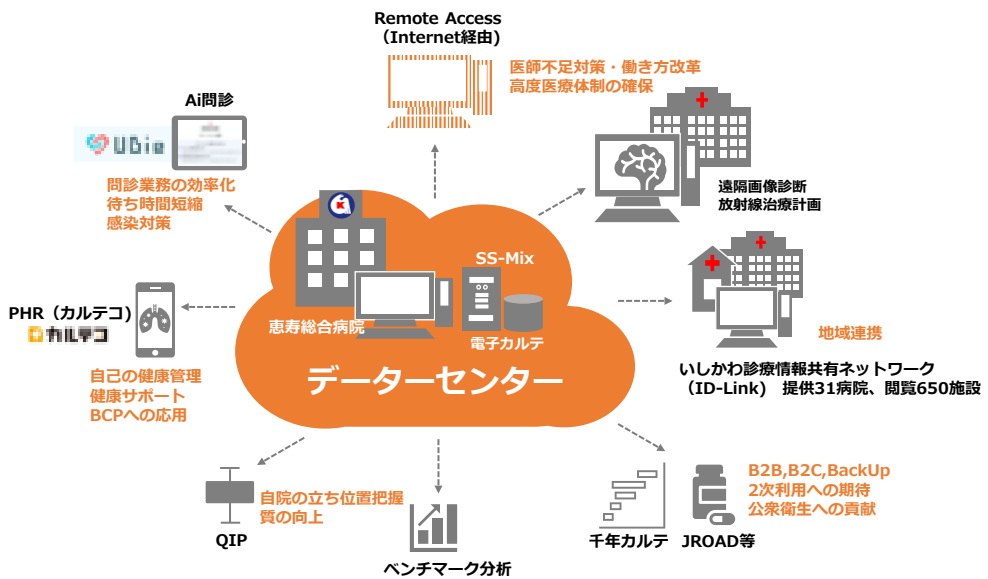 Remote Access
（Internet経由)
医師不足対策・働き方改革
高度医療体制の確保
Ai問診
UBie
問診業務の効率化
待ち時間短縮
感染対策
遠隔画像診断
放射線治療計画
SS-Mix
恵寿総合病院
電子カルテ
データーセンター
PHR（カルテコ）
カルテコ
自己の健康管理
健康サポート
BCPへの応用
地域連携
いしかわ診療情報共有ネットワーク
（ID-Link)　提供31病院、閲覧650施設
自院の立ち位置把握
質の向上
QIP
ベンチマーク分析
B2B,B2C,BackUp
2次利用への期待
公衆衛生への貢献
千年カルテ
JROAD等